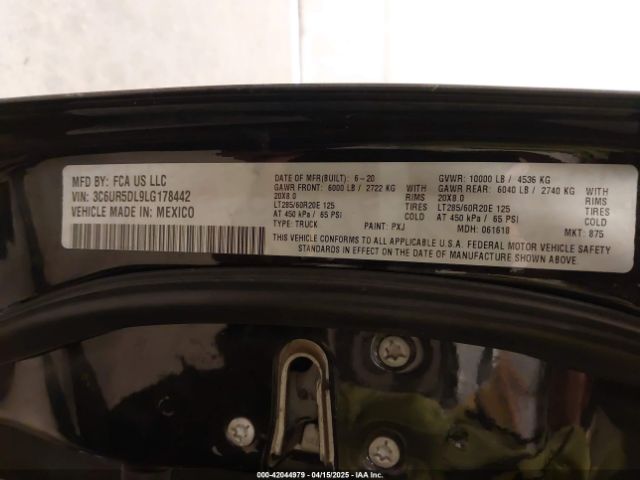 MFD BY: FCA US LLC
VIN: 3C6UR5DL9LG178442
VEHICLE MADE IN: MEXICO
DATE OF MFR(BUILT): 6-20
GAWR FRONT: 6000 LB / 2722 KG
20X8.0 RIMS
LT285/60R20E 125 TIRES
AT 450 kPa / 65 PSI COLD
TYPE: TRUCK PAINT: PXJ
GVWR: 10000 LB / 4536 KG
GAWR REAR: 6040 LB / 2740 KG
20X8.0 RIMS
LT285/60R20E 125 TIRES
AT 450 kPa / 65 PSI COLD
MDH: 061618 MKT: 875
THIS VEHICLE CONFORMS TO ALL APPLICABLE U.S.A. FEDERAL MOTOR VEHICLE SAFETY
STANDARDS IN EFFECT ON THE DATE OF MANUFACTURE SHOWN ABOVE.
000-42044979 - 04/15/2025 - IAA Inc.